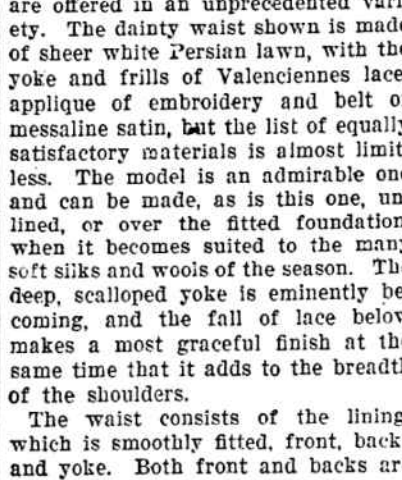 are offered in an unprecedented vari
ety. The dainty waist shown is made
of sheer white Persian lawn, with the
yoke and frills of Valenciennes lace
applique of embroidery and belt o
messaline satin, but the list of equally
satisfactory materials is almost limit
less. The model is an admirable one
and can be made, as is this one, un
lined, or over the fitted foundation
when it becomes suited to the many
soft silks and wools of the season. The
deep, scalloped yoke is eminently be
coming, and the fall of lace below
makes a most graceful finish at the
same time that it adds to the breadth
of the shoulders.
The waist consists of the lining
which is smoothly fitted, front, back
and yoke. Both front and backs ar